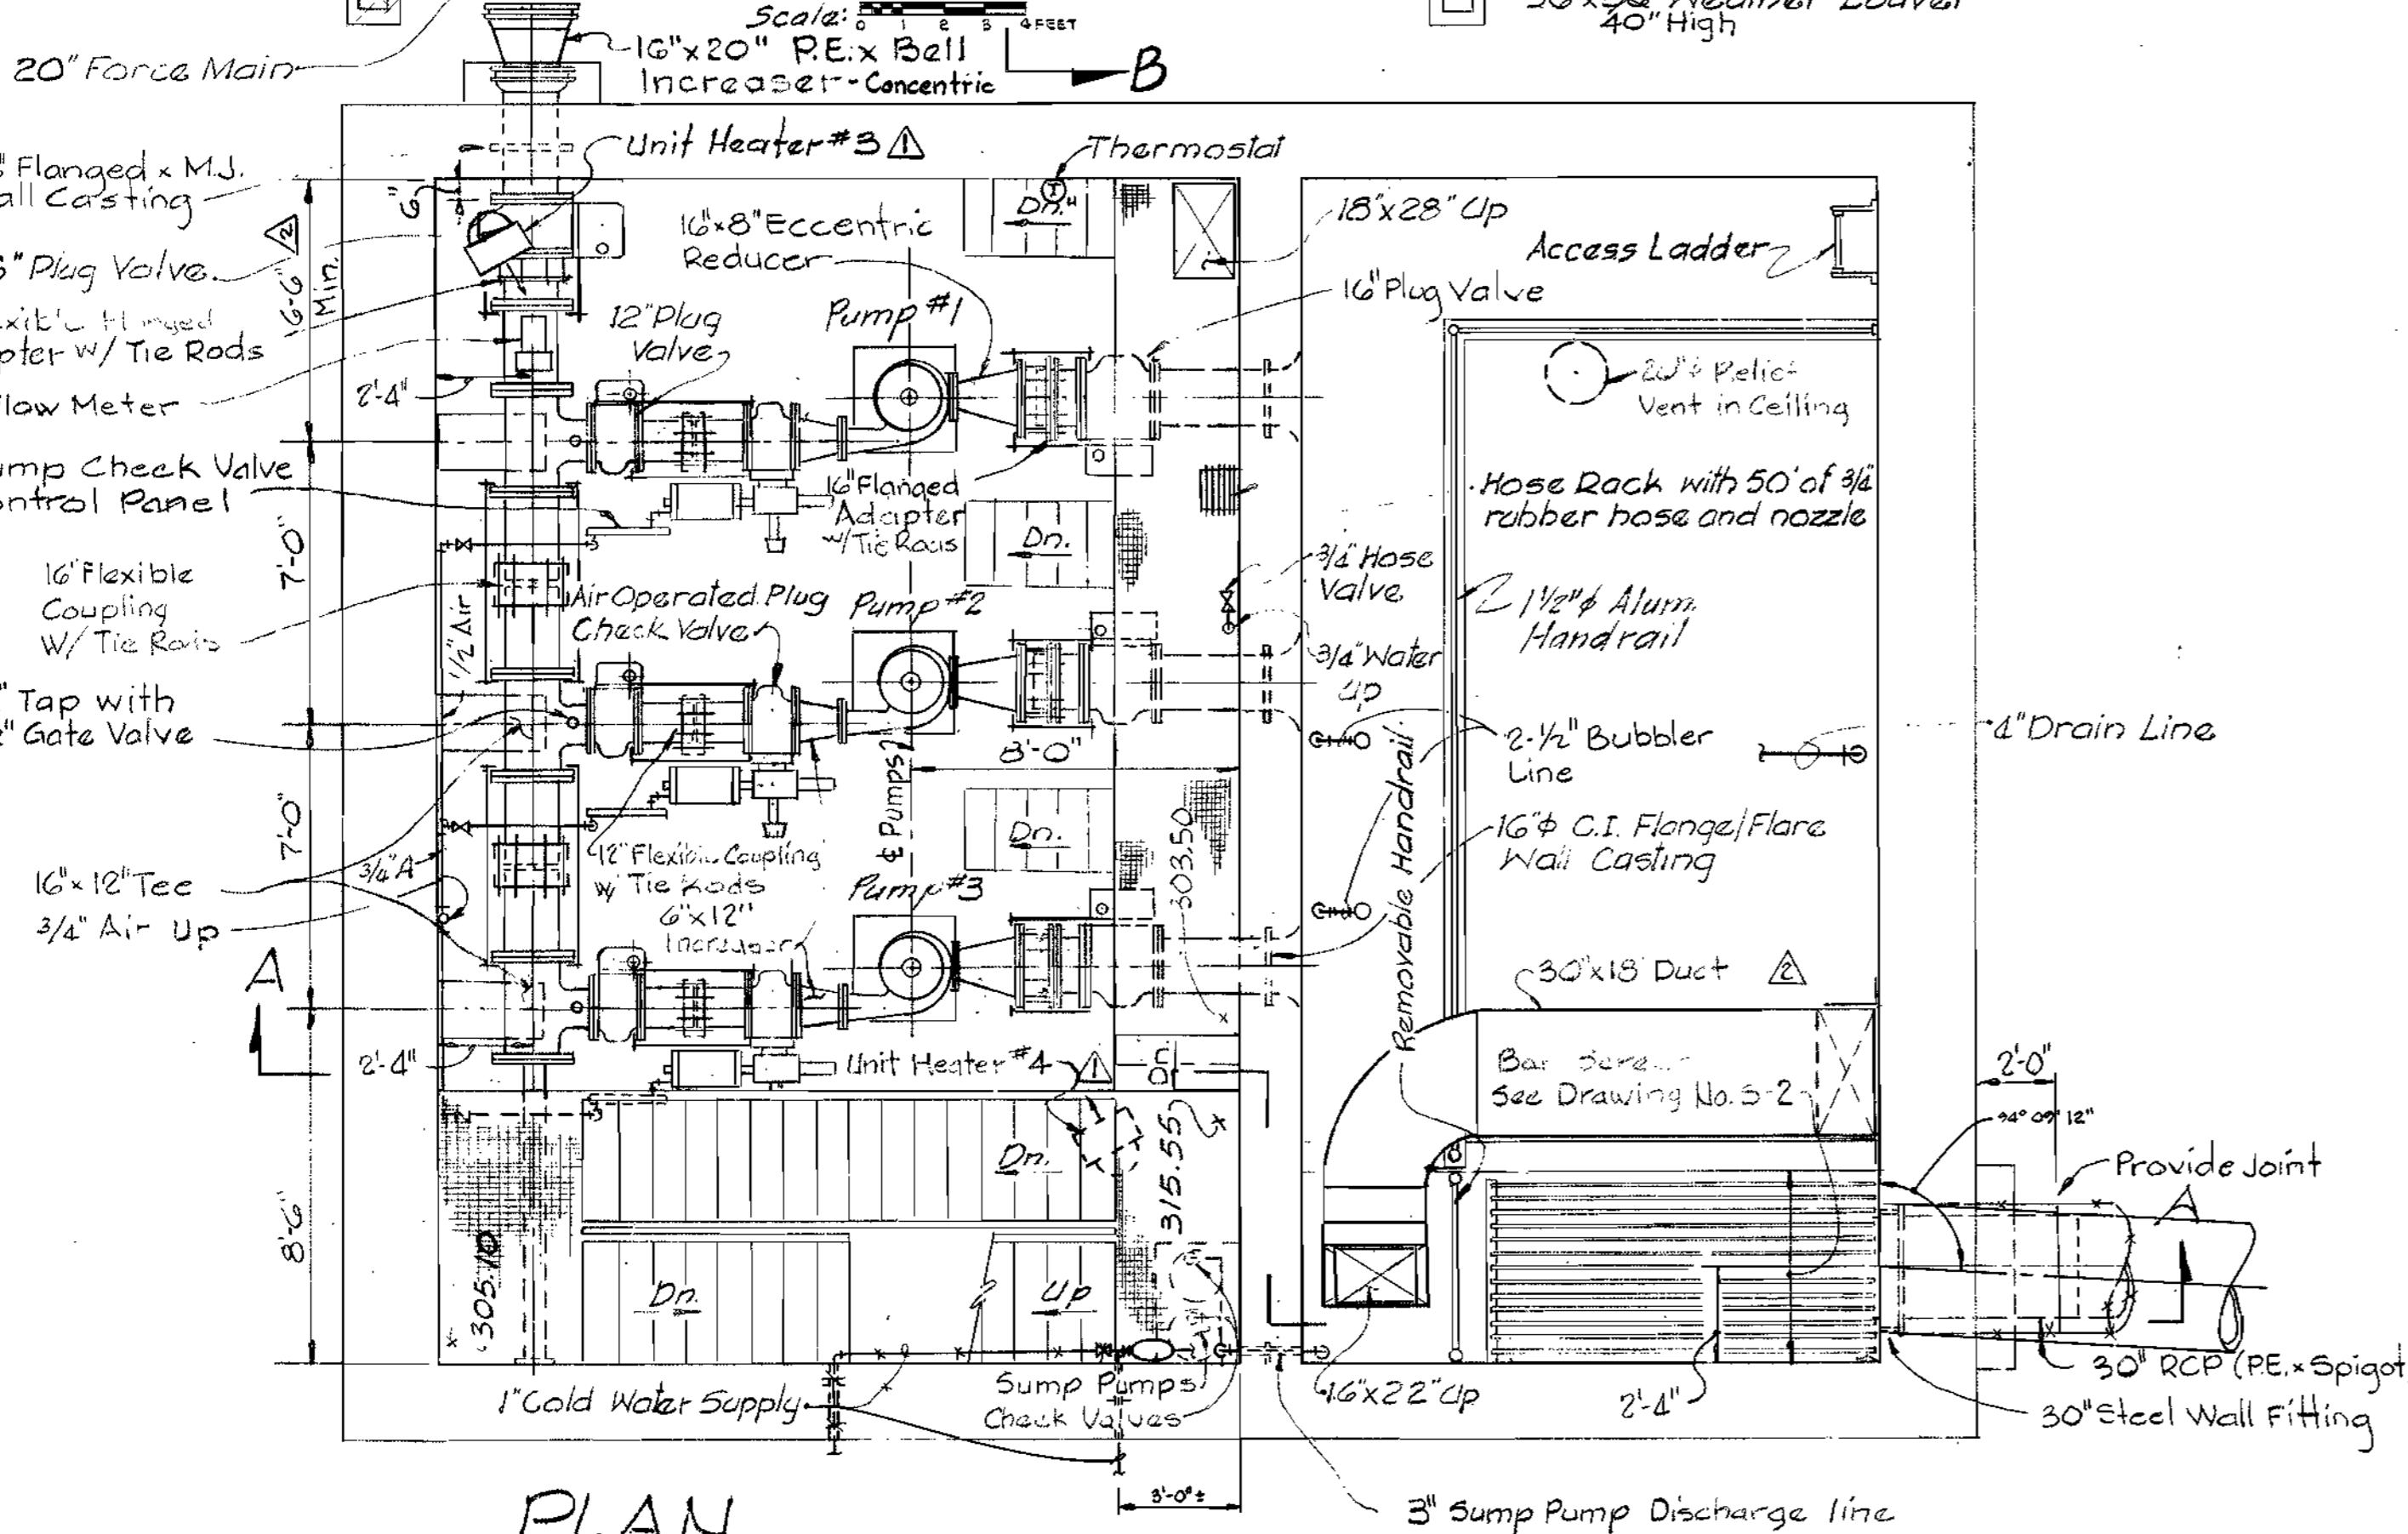 Scale:
0 1 2 3 4 FEET
40" High
16"x20" P.E. x Bell
Increaser - Concentric
B
20" Force Main
Unit Heater #3 1
Thermostat
Flanged x M.J.
Casting
6"
Dn.
18"x28" Up
Access Ladder
16"x8" Eccentric
Reducer
2
Plug Valve
6'-6"
Min.
16" Plug Valve
12" Plug
Valve
Pump #1
w/ Tie Rods
Vent in Ceiling
2'-4"
Flow Meter
Hose Rack with 50' of 3/4"
rubber hose and nozzle
Check Valve
Control Panel
16" Flanged
Adapter
w/ Tie Rods
Dn.
7'-0"
3/4" Hose
Valve
16" Flexible
Coupling
W/ Tie Rods
Air Operated Plug
Check Valve
Pump #2
1 1/2" ϕ Alum.
Handrail
1/2" Air
3/4" Water
Up
Tap with
Gate Valve
8'-0"
2-1/2" Bubbler
Line
4" Drain Line
℄ Pumps
Removable Handrail
7'-0"
Dn.
303.50
16" ϕ C.I. Flange/Flare
Wall Casting
12" Flexible Coupling
w/ Tie Rods
16"x12" Tee
3/4" A
Pump #3
6"x12"
Increaser
3/4" Air Up
30"x18" Duct 2
A
2'-4"
Unit Heater #4 1
Dn
Bar
See Drawing No. S-2
2'-0"
94° 09' 12"
Provide Joint
A
Dn.
315.55
8'-6"
305.10
Dn.
Up
30" RCP (P.E. x Spigot
1" Cold Water Supply
Sump Pumps
Check Valves
16"x22" Up
2'-4"
30" Steel Wall Fitting
3'-0" ±
3" Sump Pump Discharge line
PLAN